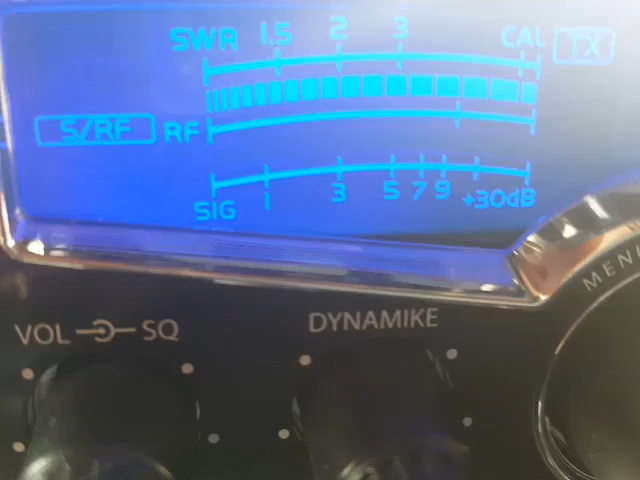 SWR 1.5 2 3 CAL TX
S/RF RF
SIG 1 3 5 7 9 +30dB
VOL SQ DYNAMIKE